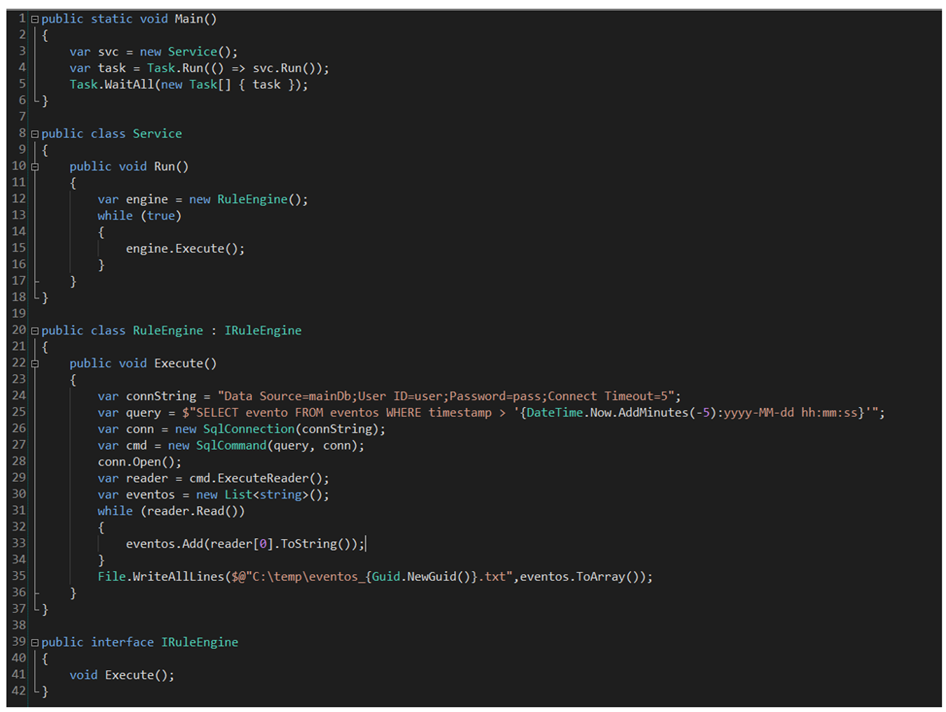 1 public static void Main()
2 {
3     var svc = new Service();
4     var task = Task.Run(() => svc.Run());
5     Task.WaitAll(new Task[] { task });
6 }
7
8 public class Service
9 {
10     public void Run()
11     {
12         var engine = new RuleEngine();
13         while (true)
14         {
15             engine.Execute();
16         }
17     }
18 }
19
20 public class RuleEngine : IRuleEngine
21 {
22     public void Execute()
23     {
24         var connString = "Data Source=mainDb;User ID=user;Password=pass;Connect Timeout=5";
25         var query = $"SELECT evento FROM eventos WHERE timestamp > '{DateTime.Now.AddMinutes(-5):yyyy-MM-dd hh:mm:ss}'";
26         var conn = new SqlConnection(connString);
27         var cmd = new SqlCommand(query, conn);
28         conn.Open();
29         var reader = cmd.ExecuteReader();
30         var eventos = new List<string>();
31         while (reader.Read())
32         {
33             eventos.Add(reader[0].ToString());
34         }
35         File.WriteAllLines($@"C:\temp\eventos_{Guid.NewGuid()}.txt",eventos.ToArray());
36     }
37 }
38
39 public interface IRuleEngine
40 {
41     void Execute();
42 }